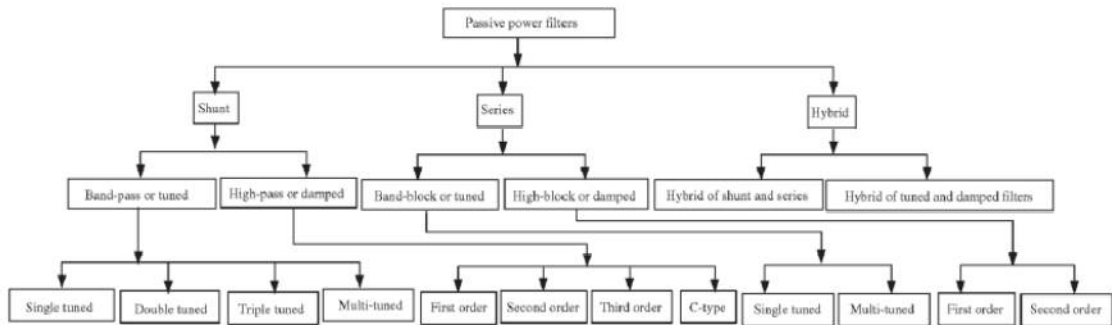 Passive power filters
Shunt
Series
Hybrid
Band-pass or tuned
High-pass or damped
Band-block or tuned
High-block or damped
Hybrid of shunt and series
Hybrid of tuned and damped filters
Single tuned
Double tuned
Triple tuned
Multi-tuned
First order
Second order
Third order
C-type
Single tuned
Multi-tuned
First order
Second order